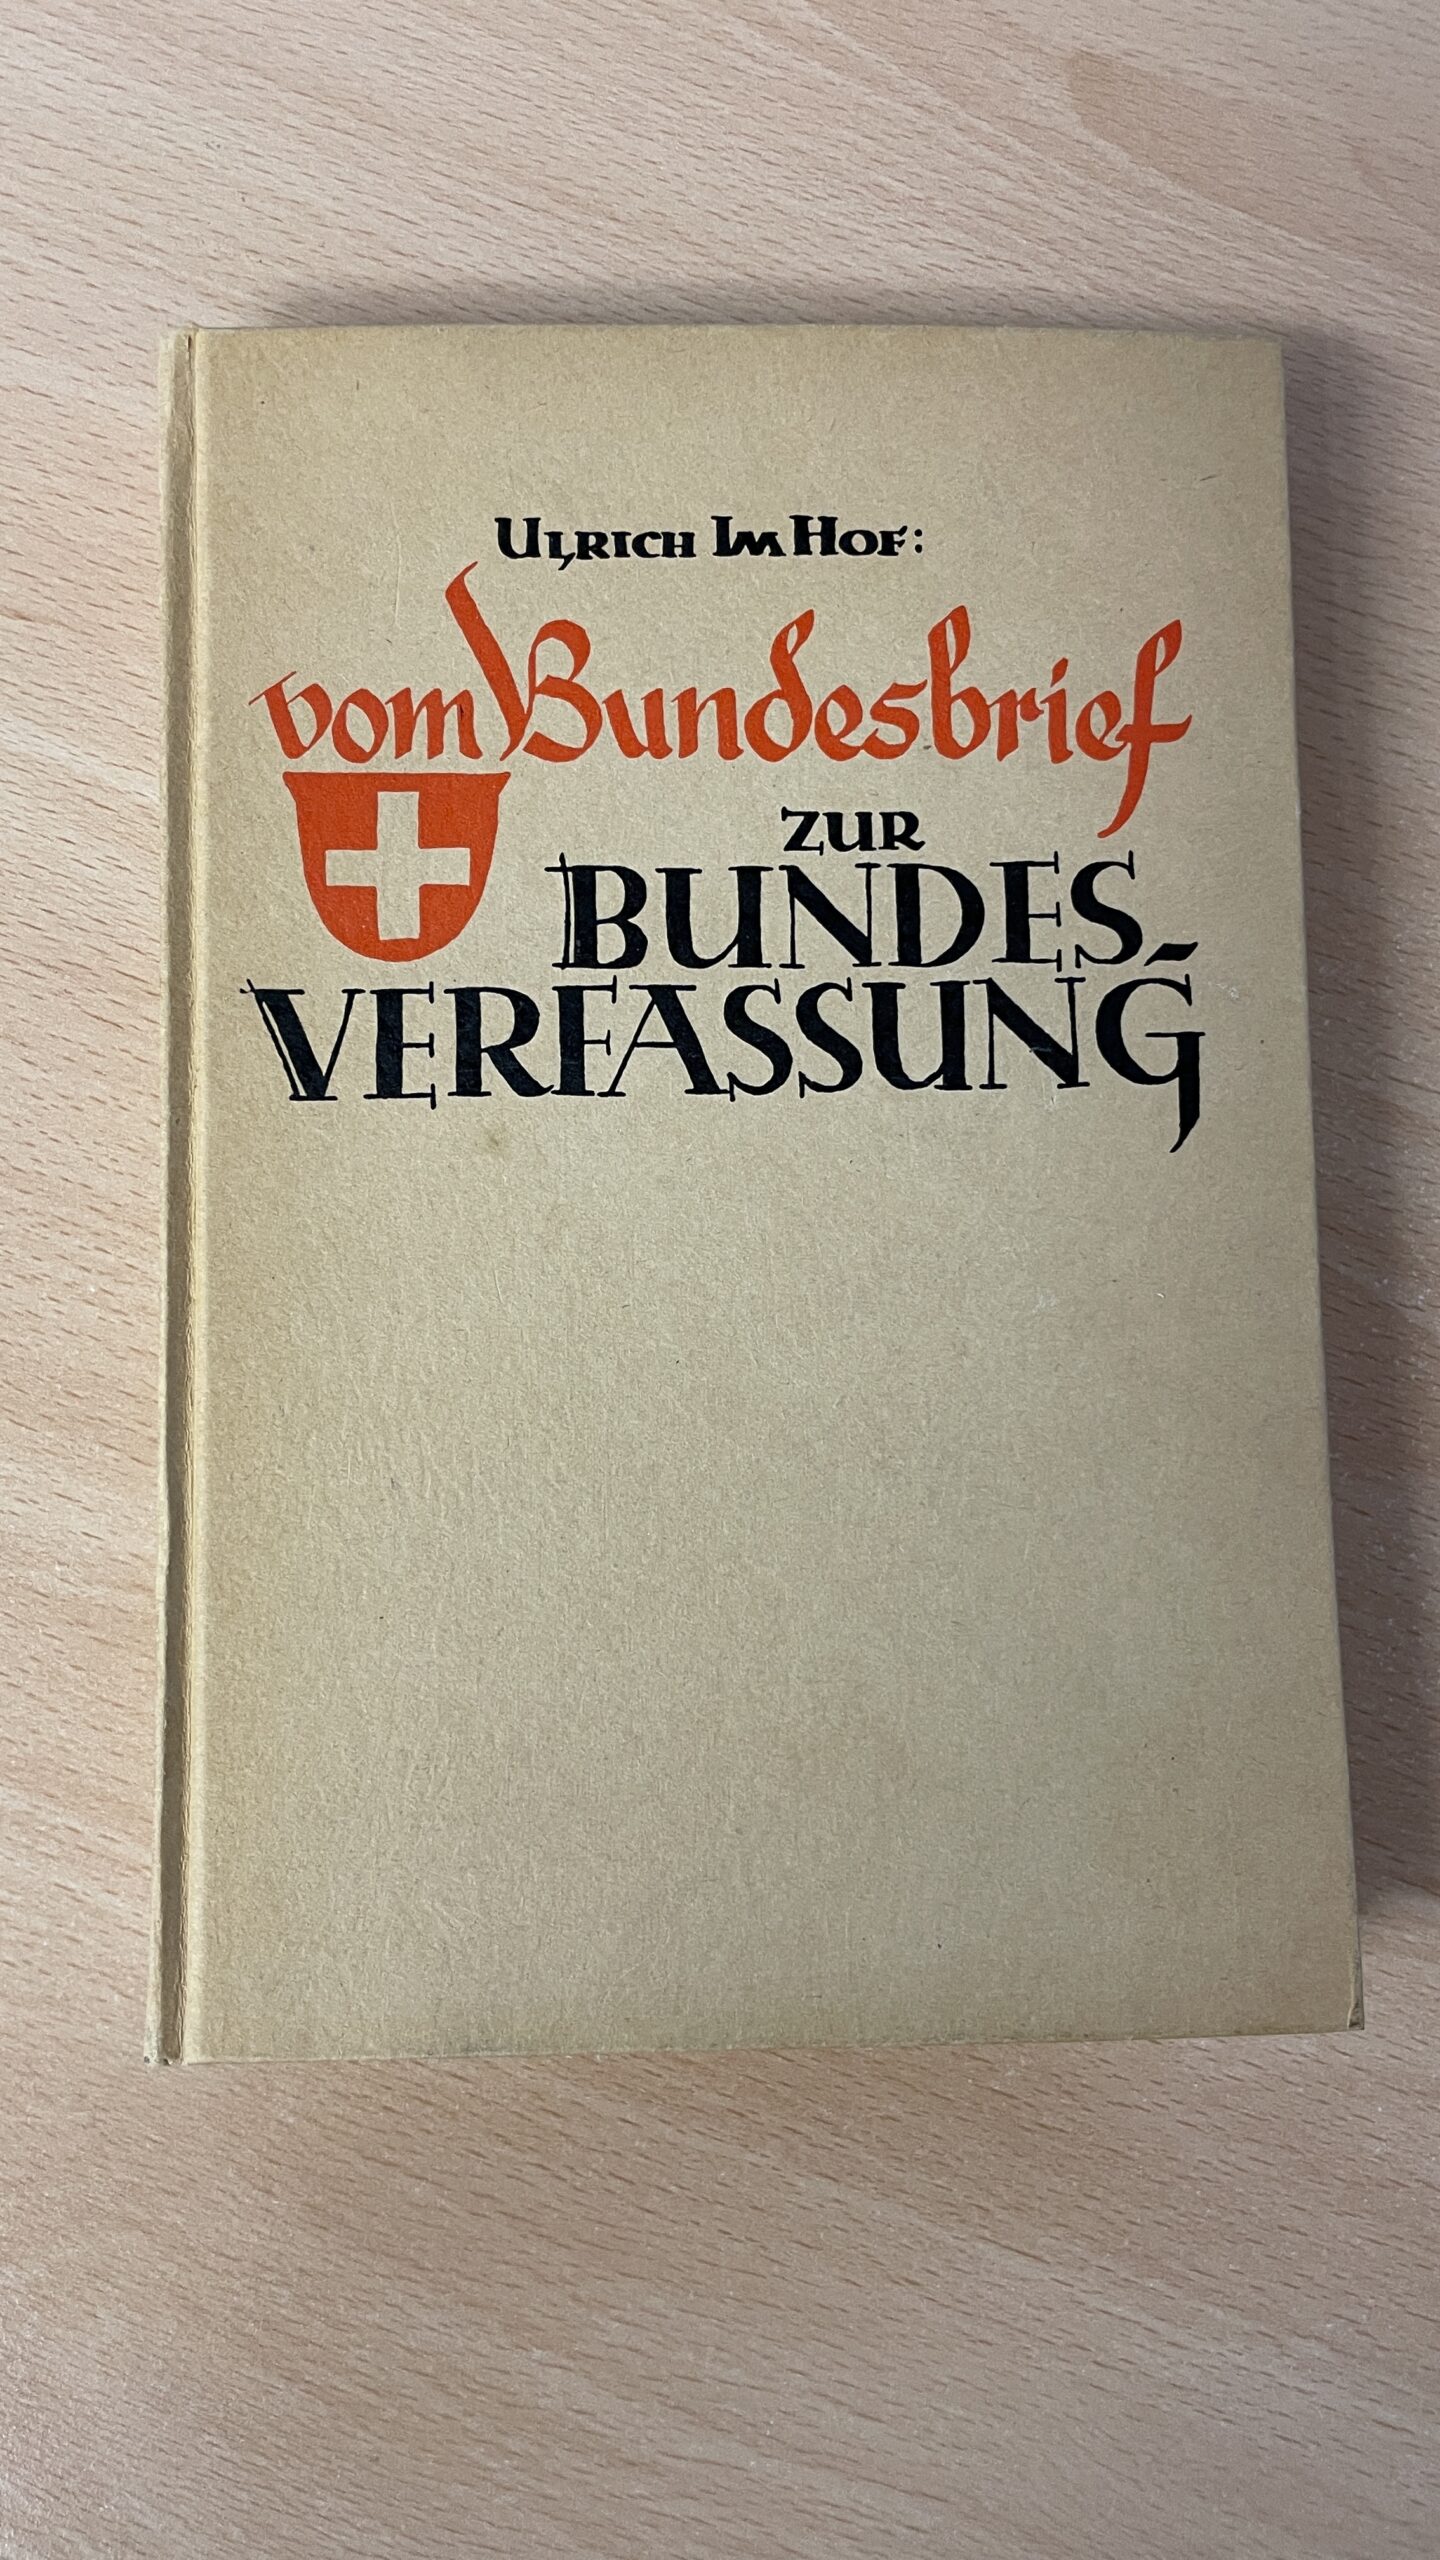 ULRICH IM HOF:
vom Bundesbrief
ZUR
BUNDES-
VERFASSUNG